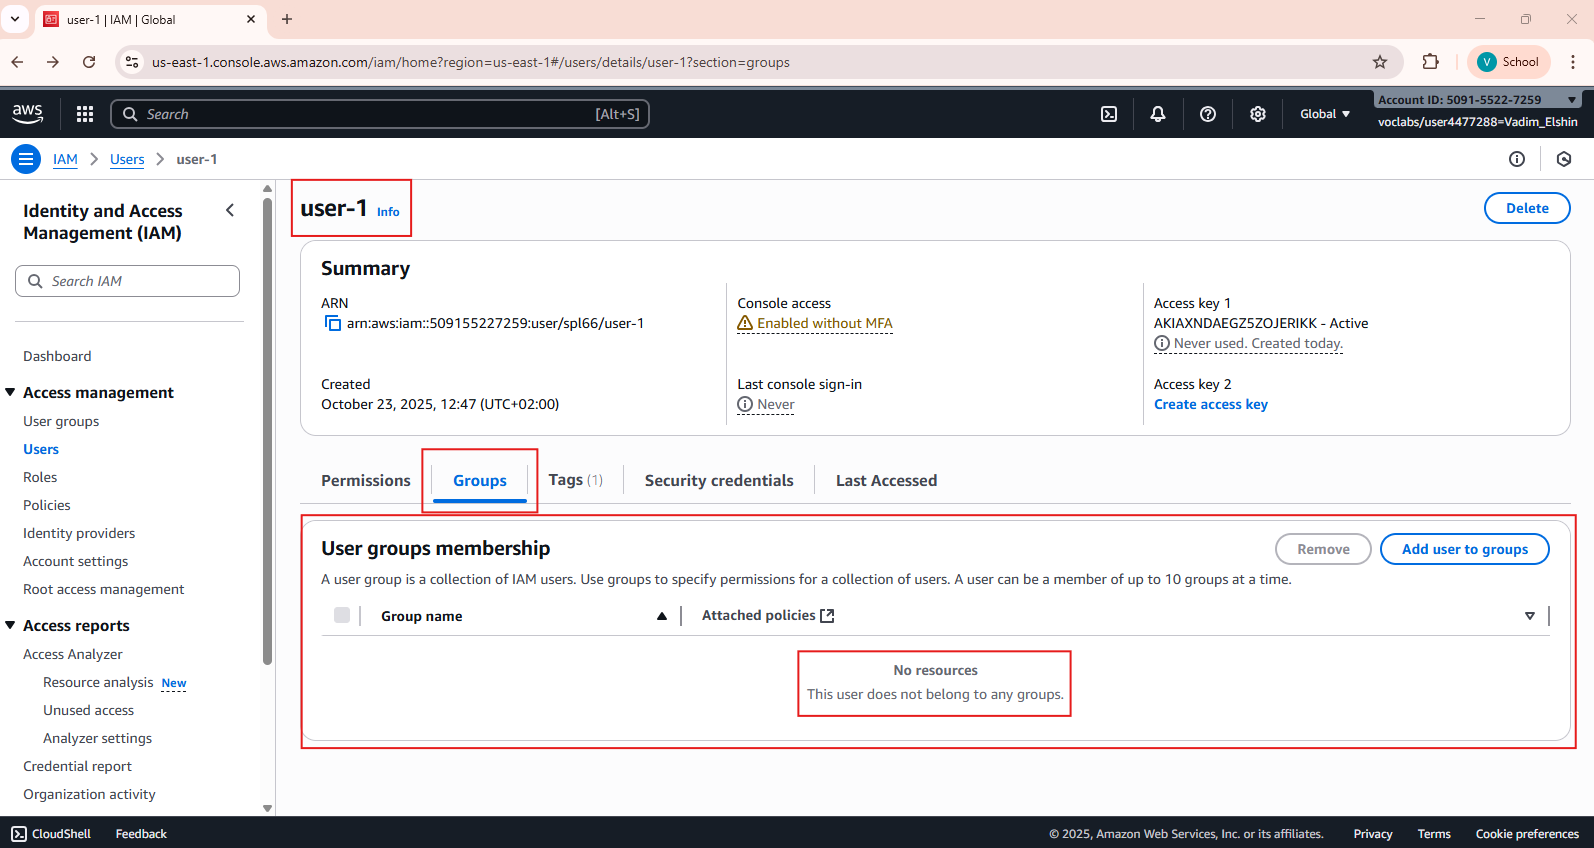 user-1 | IAM | Global
us-east-1.console.aws.amazon.com/iam/home?region=us-east-1#/users/details/user-1?section=groups
V School
aws
Search [Alt+S]
Global
Account ID: 5091-5522-7259
voclabs/user4477288=Vadim_Elshin
IAM > Users > user-1
Identity and Access
Management (IAM)
Search IAM
Dashboard
Access management
User groups
Users
Roles
Policies
Identity providers
Account settings
Root access management
Access reports
Access Analyzer
Resource analysis New
Unused access
Analyzer settings
Credential report
Organization activity
user-1 Info
Delete
Summary
ARN
arn:aws:iam::509155227259:user/spl66/user-1
Created
October 23, 2025, 12:47 (UTC+02:00)
Console access
Enabled without MFA
Last console sign-in
Never
Access key 1
AKIAXNDAEGZ5ZOJERIKK - Active
Never used. Created today.
Access key 2
Create access key
Permissions
Groups
Tags (1)
Security credentials
Last Accessed
User groups membership
Remove
Add user to groups
A user group is a collection of IAM users. Use groups to specify permissions for a collection of users. A user can be a member of up to 10 groups at a time.
Group name
Attached policies
No resources
This user does not belong to any groups.
CloudShell
Feedback
© 2025, Amazon Web Services, Inc. or its affiliates.
Privacy
Terms
Cookie preferences